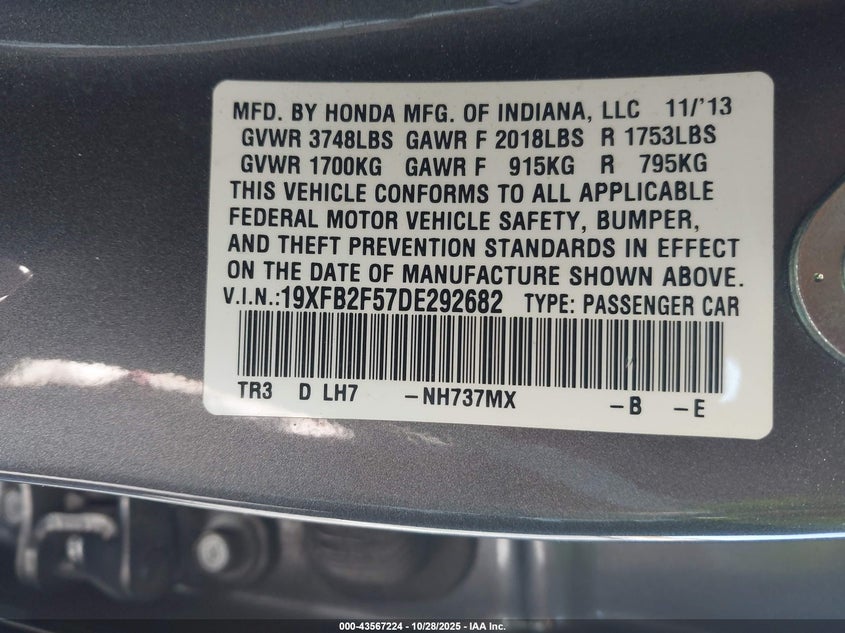 MFD. BY HONDA MFG. OF INDIANA, LLC 11/'13
GVWR 3748LBS GAWR F 2018LBS R 1753LBS
GVWR 1700KG GAWR F 915KG R 795KG
THIS VEHICLE CONFORMS TO ALL APPLICABLE
FEDERAL MOTOR VEHICLE SAFETY, BUMPER,
AND THEFT PREVENTION STANDARDS IN EFFECT
ON THE DATE OF MANUFACTURE SHOWN ABOVE.
V.I.N.:19XFB2F57DE292682 TYPE: PASSENGER CAR
TR3 D LH7 –NH737MX –B –E
000-43567224 - 10/28/2025 - IAA Inc.